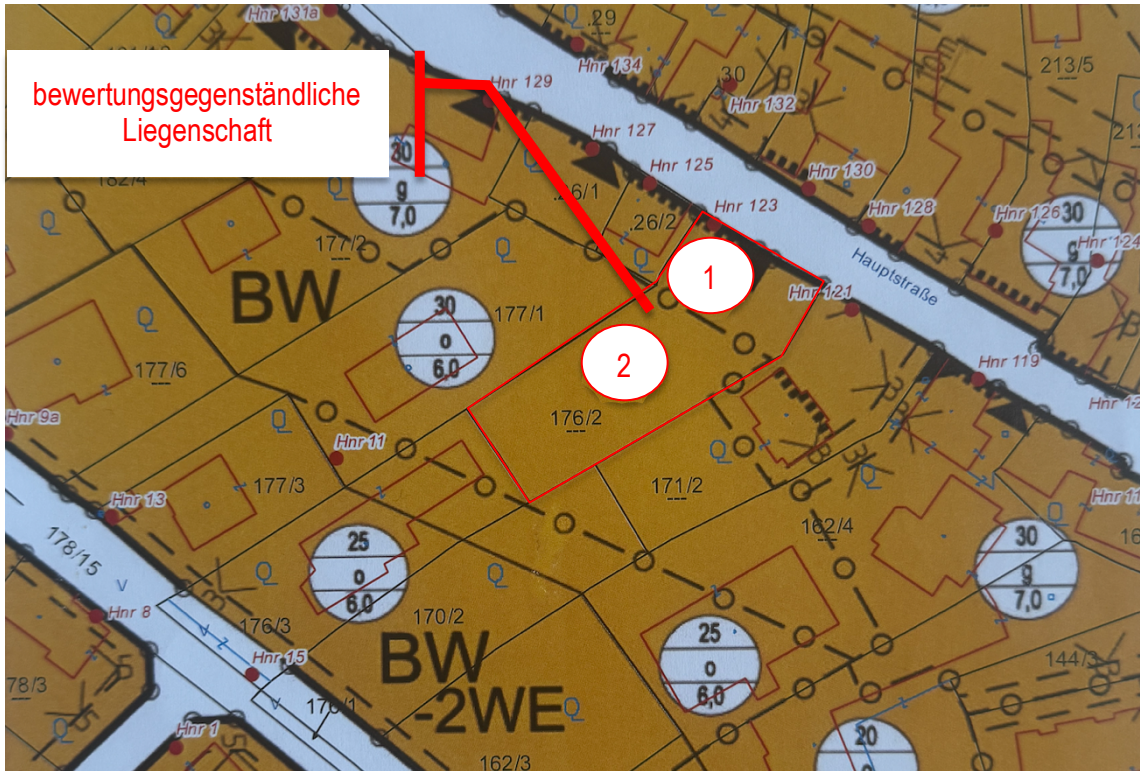 Hnr 131a
.29
Hnr 134
213/5
10m
30
Hnr 132
bewertungsgegenständliche
Liegenschaft
Hnr 129
Hnr 127
Hnr 125
Hnr 130
Hnr 128
Hnr 126
Hnr 124
30
g
7,0
30
g
7,0
182/4
.26/1
.26/2
Hnr 123
1
Hauptstraße
177/2
BW
177/1
Hnr 121
30
o
6,0
2
Hnr 119
177/6
176/2
Hnr 9a
Hnr 11
Hnr 13
177/3
171/2
162/4
178/15
25
o
6,0
30
g
7,0
Hnr 8
176/3
170/2
BW
-2WE
25
o
6,0
Hnr 15
144/3
78/3
Hnr 1
162/3
20